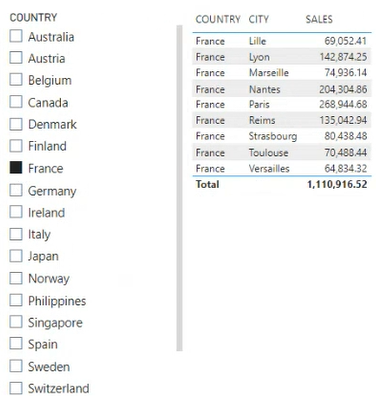 COUNTRY
Australia
Austria
Belgium
Canada
Denmark
Finland
France
Germany
Ireland
Italy
Japan
Norway
Philippines
Singapore
Spain
Sweden
Switzerland
COUNTRY CITY SALES
France Lille 69,052.41
France Lyon 142,874.25
France Marseille 74,936.14
France Nantes 204,304.86
France Paris 268,944.68
France Reims 135,042.94
France Strasbourg 80,438.48
France Toulouse 70,488.44
France Versailles 64,834.32
Total 1,110,916.52